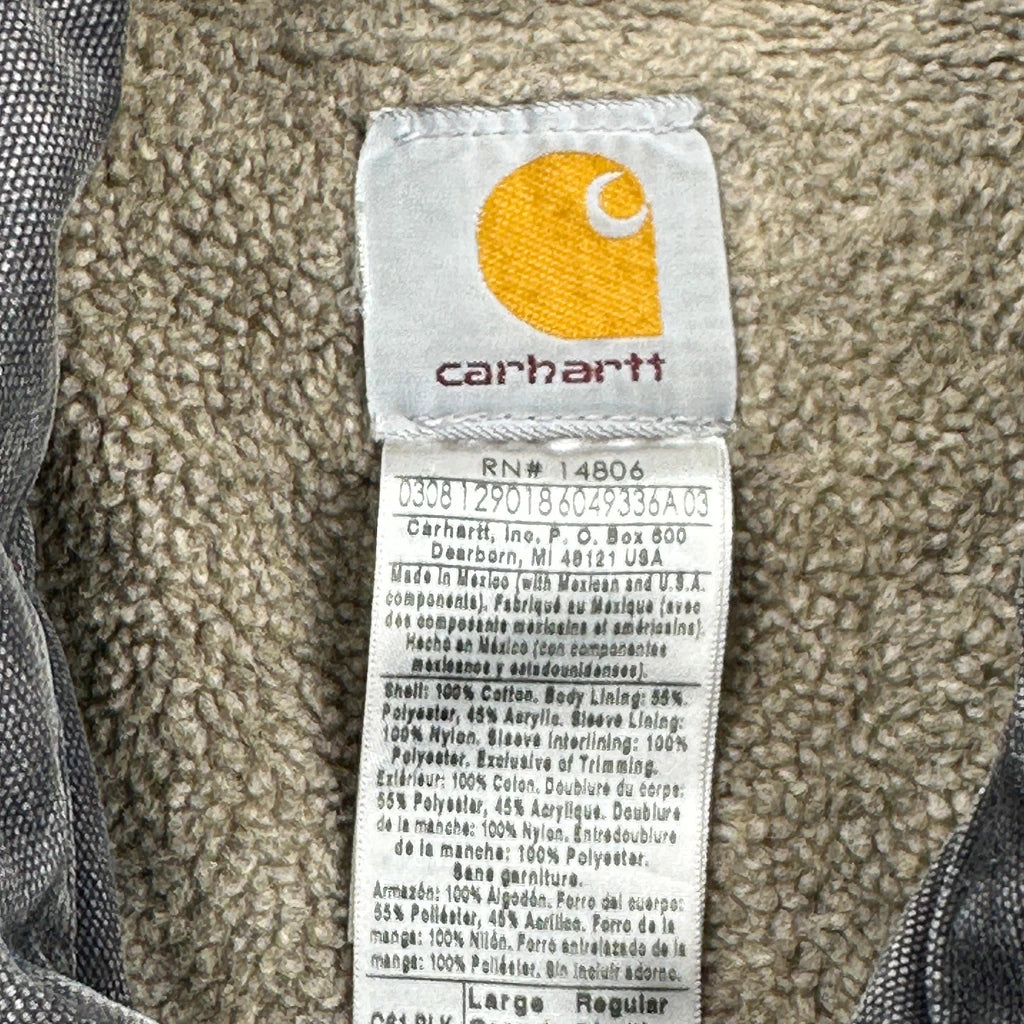 carhartt
RN# 14806
03081290186049336A03
Carhartt, Inc. P. O. Box 600
Dearborn, MI 48121 USA
Made in Mexico (with Mexican and U.S.A.
components). Fabriqué au Mexique (avec
des composants mexicains et américains).
Hecho en México (con componentes
mexicanos y estadounidenses).
Shell: 100% Cotton. Body Lining: 55%
Polyester, 45% Acrylic. Sleeve Lining:
100% Nylon. Sleeve Interlining: 100%
Polyester. Exclusive of Trimming.
Extérieur: 100% Coton. Doublure du corps:
55% Polyester, 45% Acrylique. Doublure
de la manche: 100% Nylon. Entredoublure
de la manche: 100% Polyester.
Sans garniture.
Armazón: 100% Algodón. Forro del cuerpo:
55% Poliéster, 45% Acrílico. Forro de la
manga: 100% Nilón. Forro entrelazado de la
manga: 100% Poliéster. Sin incluir adorno.
Large Regular
C61 BLK